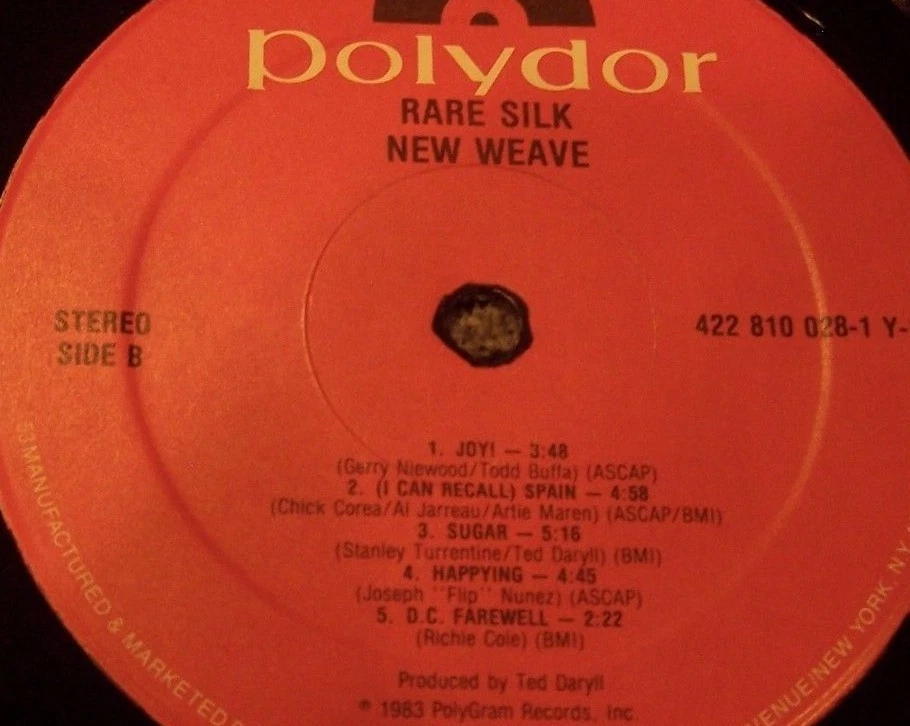 polydor
RARE SILK
NEW WEAVE
STEREO
SIDE B
422 810 028-1 Y-
1. JOY! — 3:48
(Gerry Niewood/Todd Buffa) (ASCAP)
2. (I CAN RECALL) SPAIN — 4:58
(Chick Corea/Al Jarreau/Artie Maren) (ASCAP/BMI)
3. SUGAR — 5:16
(Stanley Turrentine/Ted Daryll) (BMI)
4. HAPPYING — 4:45
(Joseph "Flip" Nunez) (ASCAP)
5. D.C. FAREWELL — 2:22
(Richie Cole) (BMI)
Produced by Ted Daryll
℗ 1983 PolyGram Records, Inc.
MANUFACTURED & MARKETED
NEW YORK, N.Y.